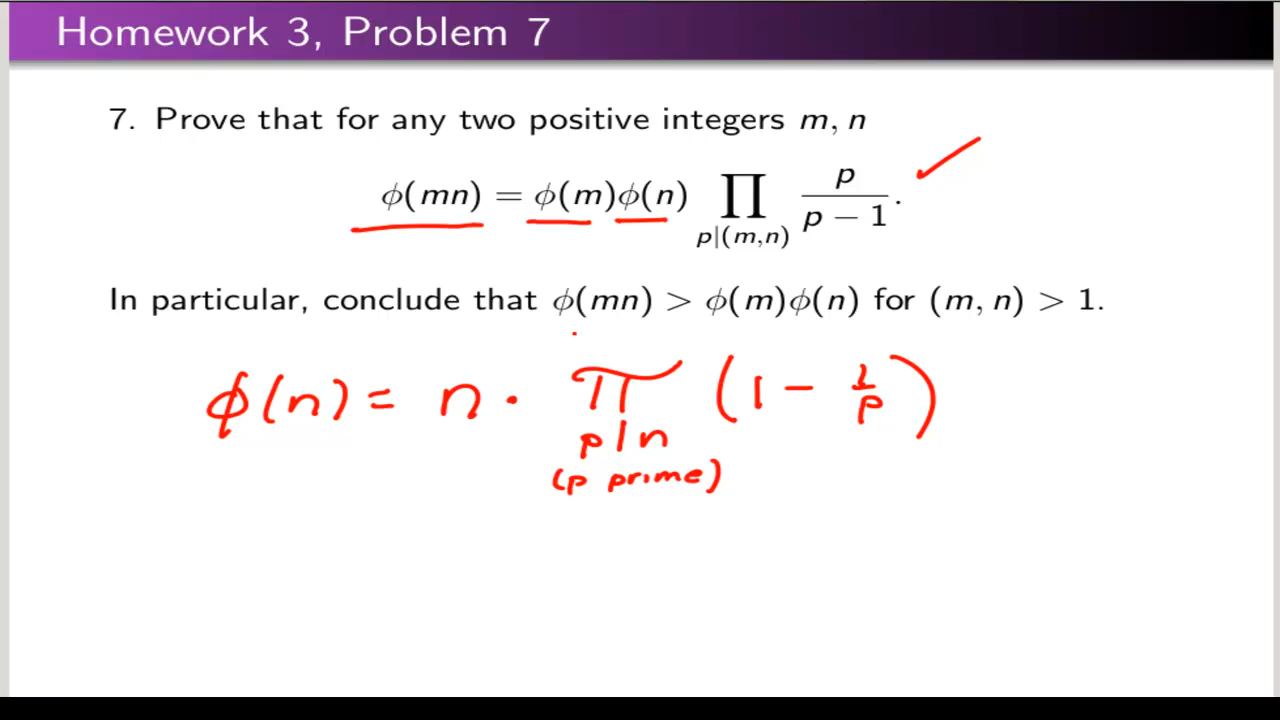 Homework 3, Problem 7
7. Prove that for any two positive integers m, n
ϕ(mn) = ϕ(m)ϕ(n) ∏_{p|(m,n)} p/(p − 1).
In particular, conclude that ϕ(mn) > ϕ(m)ϕ(n) for (m, n) > 1.
ϕ(n) = n · ∏ (1 − 1/p)
p|n
(p prime)